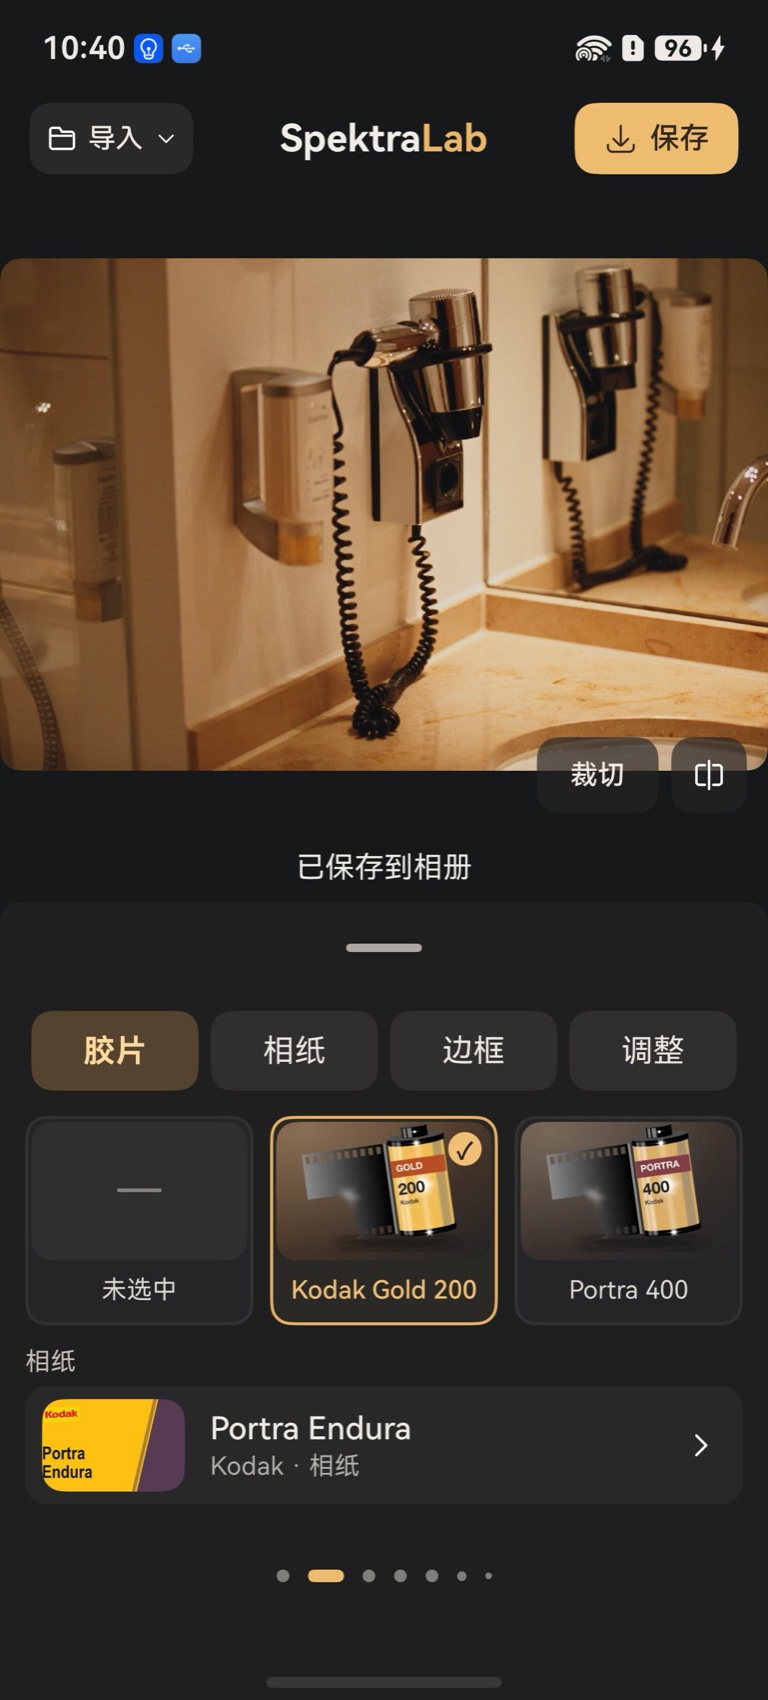 10:40
96
导入
SpektraLab
保存
裁切
已保存到相册
胶片
相纸
边框
调整
GOLD
200
Kodak
PORTRA
400
Kodak
未选中
Kodak Gold 200
Portra 400
相纸
Kodak
Portra
Endura
Portra Endura
Kodak · 相纸